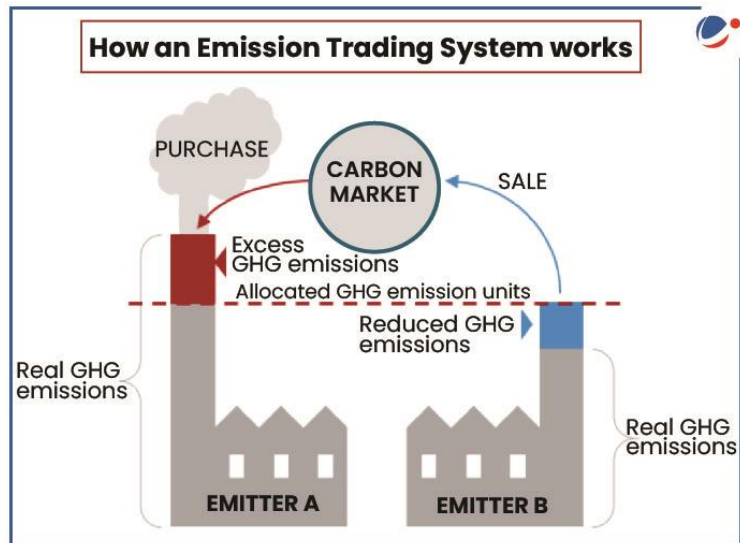 How an Emission Trading System works
PURCHASE
CARBON
MARKET
SALE
Excess
GHG emissions
Allocated GHG emission units
Reduced GHG
emissions
Real GHG
emissions
Real GHG
emissions
EMITTER A
EMITTER B